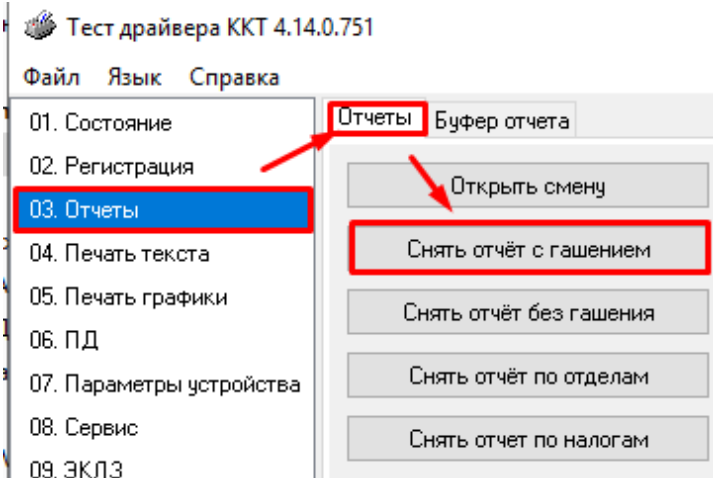 Тест драйвера ККТ 4.14.0.751
Файл Язык Справка
01. Состояние
02. Регистрация
03. Отчеты
04. Печать текста
05. Печать графики
06. ПД
07. Параметры устройства
08. Сервис
09. ЭКЛЗ
Отчеты Буфер отчета
Открыть смену
Снять отчёт с гашением
Снять отчёт без гашения
Снять отчёт по отделам
Снять отчет по налогам